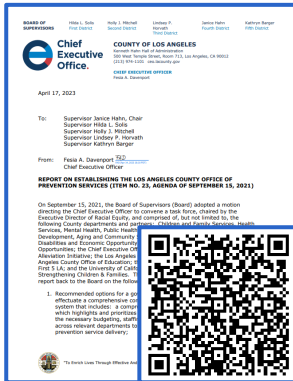 BOARD OF SUPERVISORS
Hilda L. Solis
First District
Holly J. Mitchell
Second District
Lindsey P. Horvath
Third District
Janice Hahn
Fourth District
Kathryn Barger
Fifth District
Chief
Executive
Office.
COUNTY OF LOS ANGELES
Kenneth Hahn Hall of Administration
500 West Temple Street, Room 713, Los Angeles, CA 90012
(213) 974-1101 ceo.lacounty.gov
CHIEF EXECUTIVE OFFICER
Fesia A. Davenport
April 17, 2023
To: Supervisor Janice Hahn, Chair
Supervisor Hilda L. Solis
Supervisor Holly J. Mitchell
Supervisor Lindsey P. Horvath
Supervisor Kathryn Barger
From: Fesia A. Davenport
Chief Executive Officer
REPORT ON ESTABLISHING THE LOS ANGELES COUNTY OFFICE OF
PREVENTION SERVICES (ITEM NO. 23, AGENDA OF SEPTEMBER 15, 2021)
On September 15, 2021, the Board of Supervisors (Board) adopted a motion
directing the Chief Executive Officer to convene a task force, chaired by the
Executive Director of Racial Equity, and comprised of, but not limited to, the
following County departments and partners: Children and Family Services, Health
Services, Mental Health, Public Health
Development, Aging and Community
Disabilities and Economic Opportunity
Opportunities; the Chief Executive Of
Alleviation Initiative; the Los Angeles
Angeles County Office of Education; t
First 5 LA; and the University of Califo
Strengthening Children & Families. T
report back to the Board on the follow
1. Recommended options for a go
effectuate a comprehensive co
system that includes: a compr
which highlights and prioritizes
the necessary budgeting, staffin
across relevant departments to
prevention service delivery;
"To Enrich Lives Through Effective And